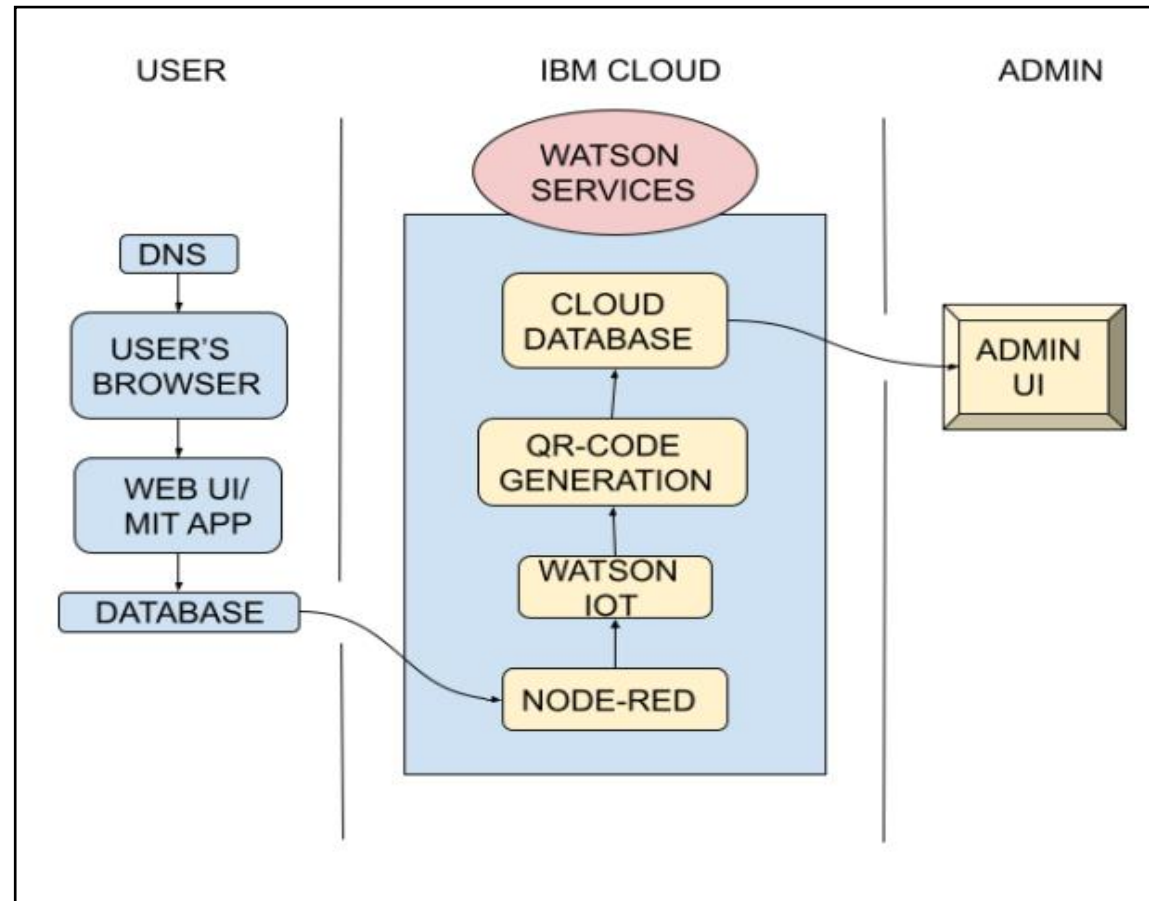 USER
IBM CLOUD
ADMIN
WATSON
SERVICES
DNS
USER'S
BROWSER
WEB UI/
MIT APP
DATABASE
CLOUD
DATABASE
QR-CODE
GENERATION
WATSON
IOT
NODE-RED
ADMIN
UI